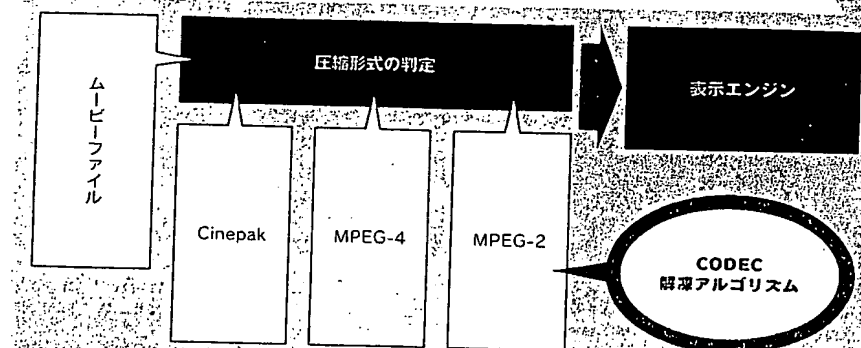 ムービーファイル
圧縮形式の判定
表示エンジン
Cinepak
MPEG-4
MPEG-2
CODEC
解凍アルゴリズム